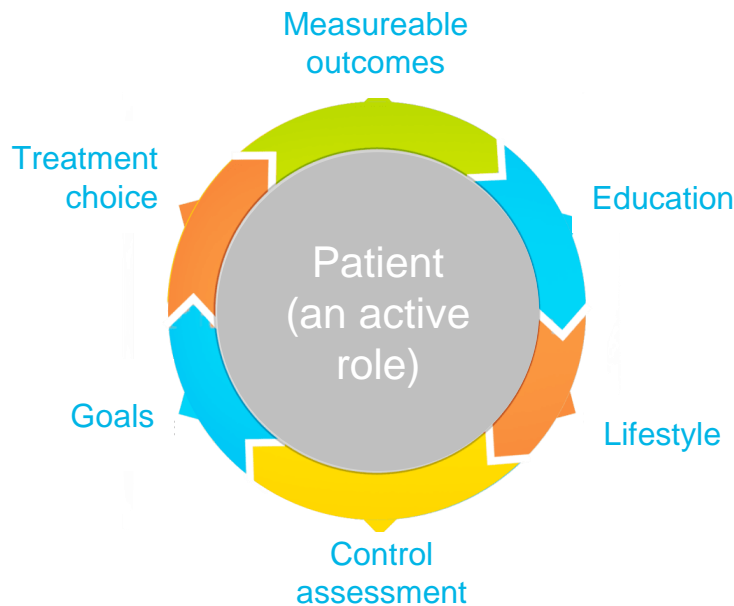 Measureable
outcomes
Treatment
choice
Education
Patient
(an active
role)
Goals
Lifestyle
Control
assessment